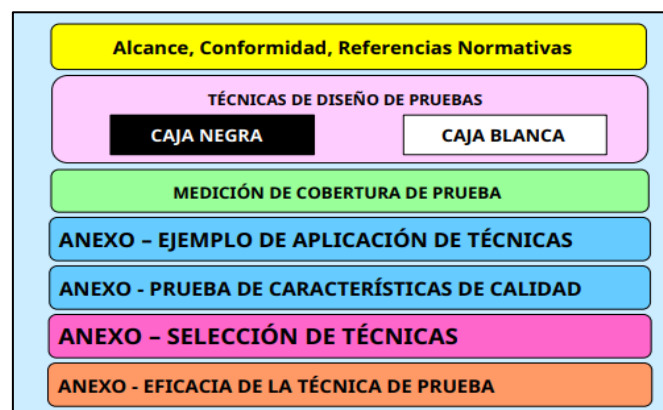 Alcance, Conformidad, Referencias Normativas
TÉCNICAS DE DISEÑO DE PRUEBAS
CAJA NEGRA
CAJA BLANCA
MEDICIÓN DE COBERTURA DE PRUEBA
ANEXO – EJEMPLO DE APLICACIÓN DE TÉCNICAS
ANEXO - PRUEBA DE CARACTERÍSTICAS DE CALIDAD
ANEXO – SELECCIÓN DE TÉCNICAS
ANEXO - EFICACIA DE LA TÉCNICA DE PRUEBA